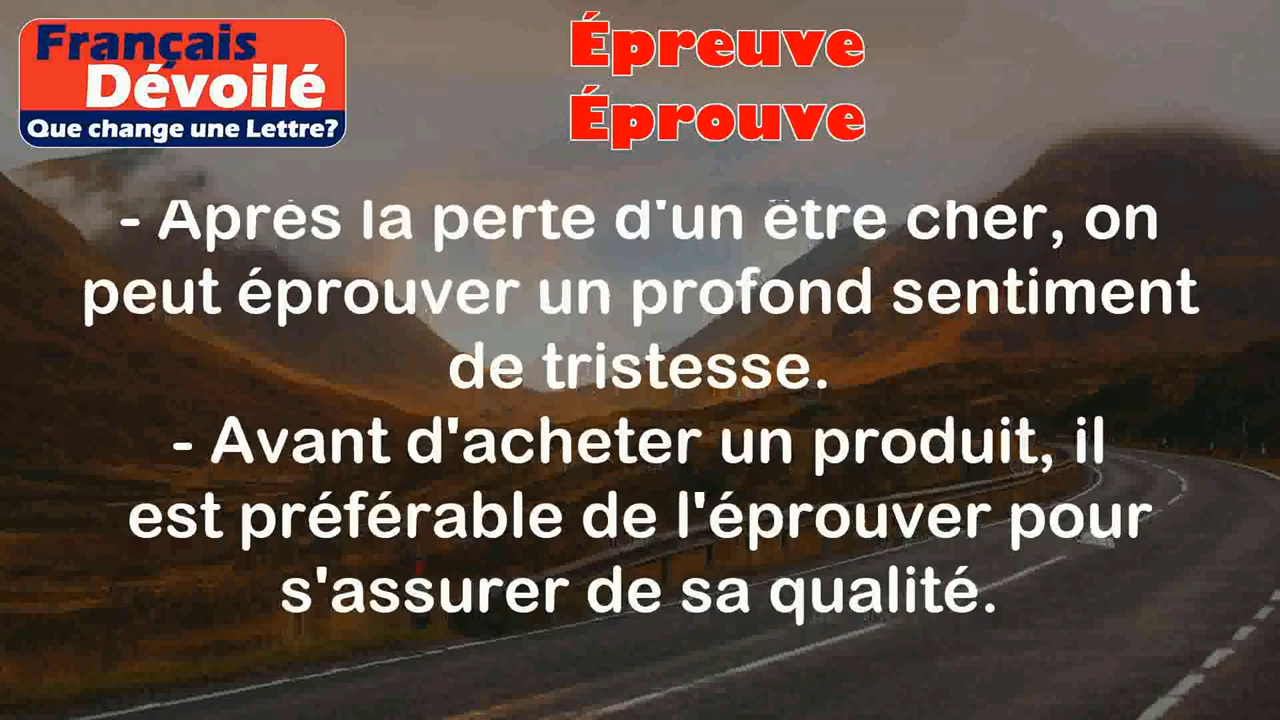 Français
Dévoilé
Que change une Lettre?
Épreuve
Éprouve
- Après la perte d'un être cher, on
peut éprouver un profond sentiment
de tristesse.
- Avant d'acheter un produit, il
est préférable de l'éprouver pour
s'assurer de sa qualité.